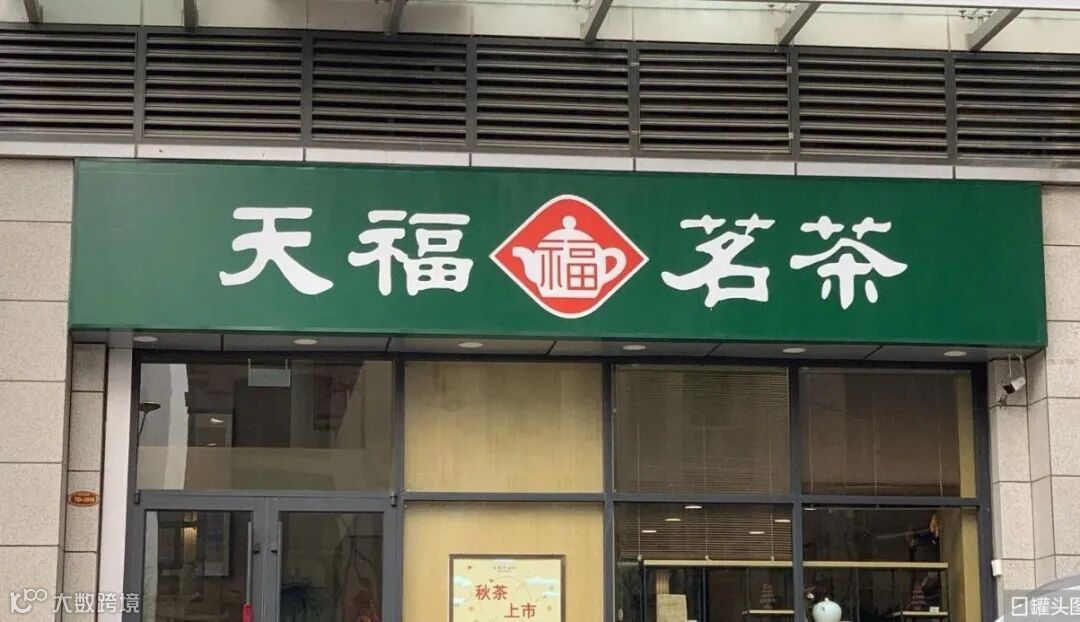 天福 福 茗茶
秋茶
上市
大数跨境
罐头图